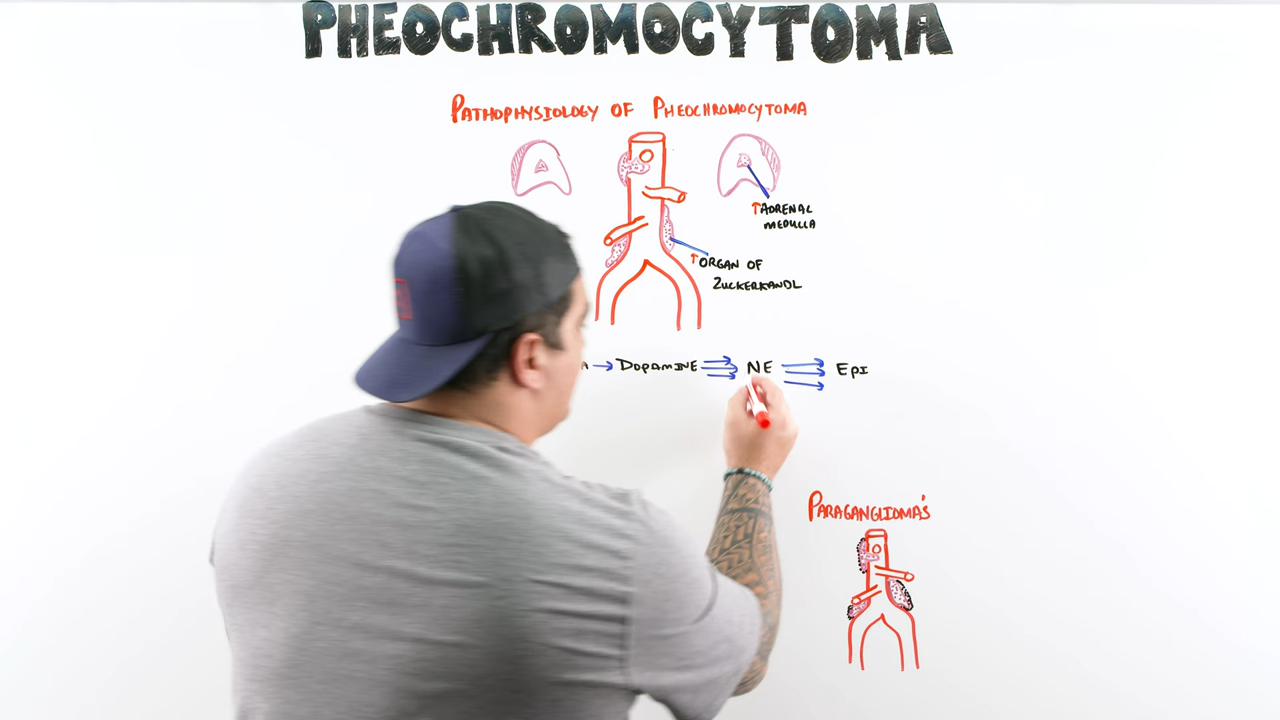 PHEOCHROMOCYTOMA
PATHOPHYSIOLOGY OF PHEOCHROMOCYTOMA
↑ADRENAL
MEDULLA
↑ORGAN OF
ZUCKERKANDL
A → DOPAMINE → NE → EPI
PARAGANGLIOMA'S